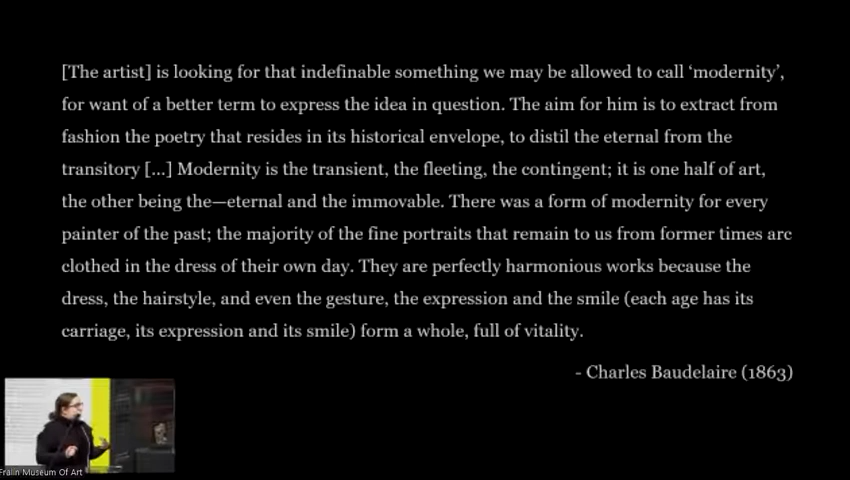 [The artist] is looking for that indefinable something we may be allowed to call ‘modernity’,
for want of a better term to express the idea in question. The aim for him is to extract from
fashion the poetry that resides in its historical envelope, to distil the eternal from the
transitory [...] Modernity is the transient, the fleeting, the contingent; it is one half of art,
the other being the—eternal and the immovable. There was a form of modernity for every
painter of the past; the majority of the fine portraits that remain to us from former times arc
clothed in the dress of their own day. They are perfectly harmonious works because the
dress, the hairstyle, and even the gesture, the expression and the smile (each age has its
carriage, its expression and its smile) form a whole, full of vitality.
- Charles Baudelaire (1863)
Fralin Museum Of Art